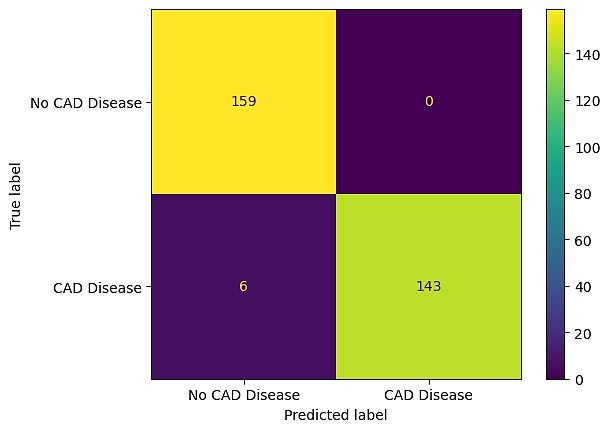 No CAD Disease
CAD Disease
True label
159
0
6
143
No CAD Disease
CAD Disease
Predicted label
140
120
100
80
60
40
20
0